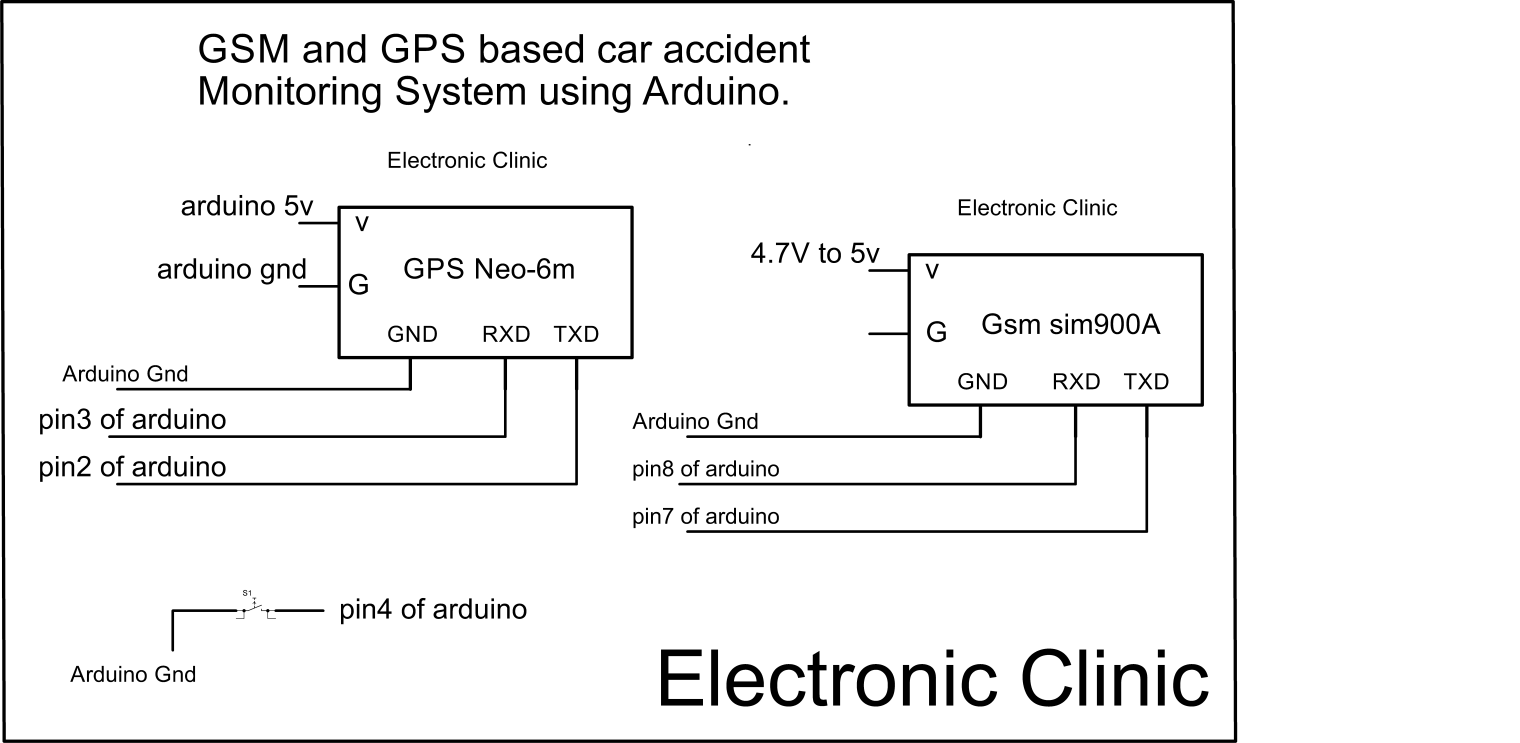 GSM and GPS based car accident
Monitoring System using Arduino.
Electronic Clinic
arduino 5v
v
arduino gnd
G
GPS Neo-6m
GND RXD TXD
Arduino Gnd
pin3 of arduino
pin2 of arduino
Electronic Clinic
4.7V to 5v
v
G
Gsm sim900A
GND RXD TXD
Arduino Gnd
pin8 of arduino
pin7 of arduino
S1
pin4 of arduino
Arduino Gnd
Electronic Clinic